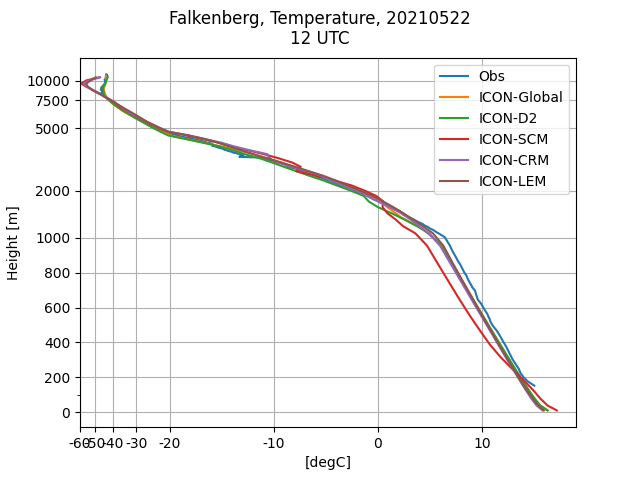 Falkenberg, Temperature, 20210522
12 UTC
Height [m]
10000
7500
5000
2000
1000
800
600
400
200
0
Obs
ICON-Global
ICON-D2
ICON-SCM
ICON-CRM
ICON-LEM
-60 -50 -40 -30 -20 -10 0 10
[degC]